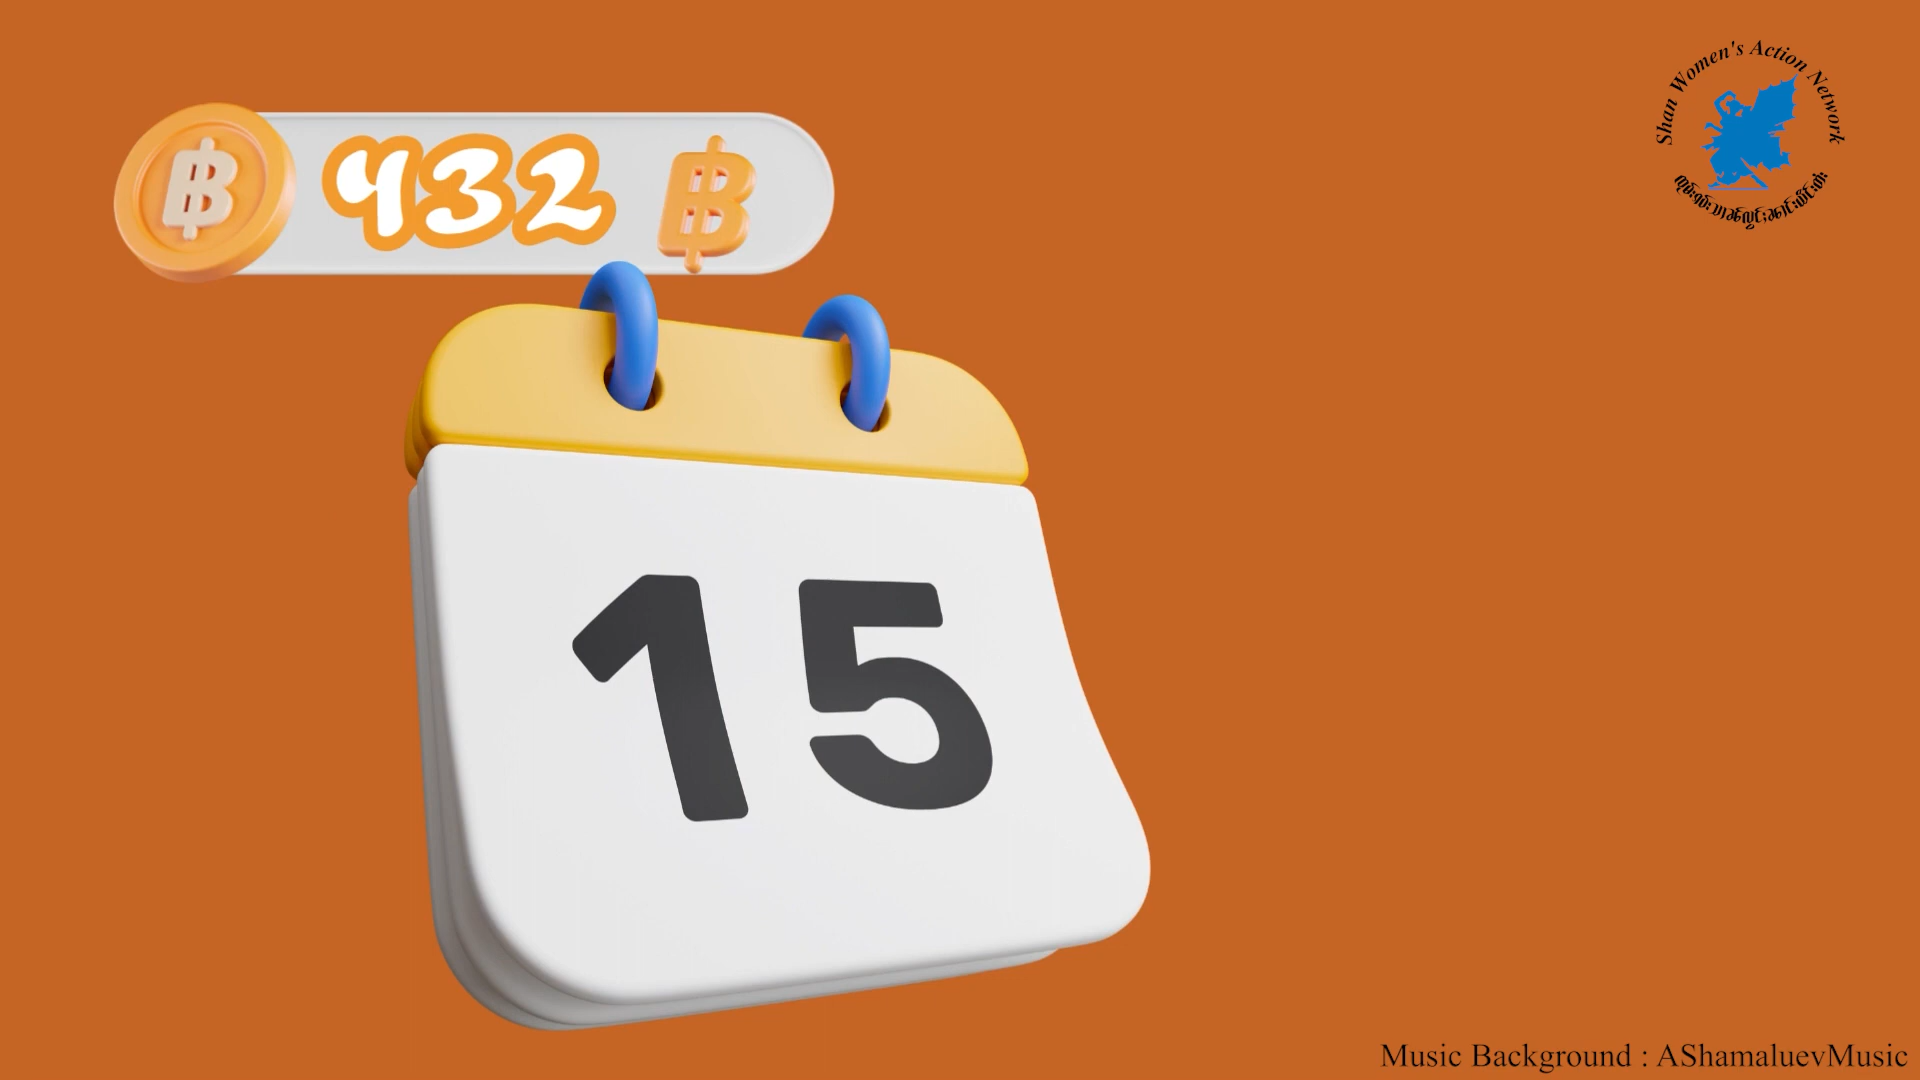 Shan Women's Action Network
432 ฿
15
Music Background : AShamaluevMusic